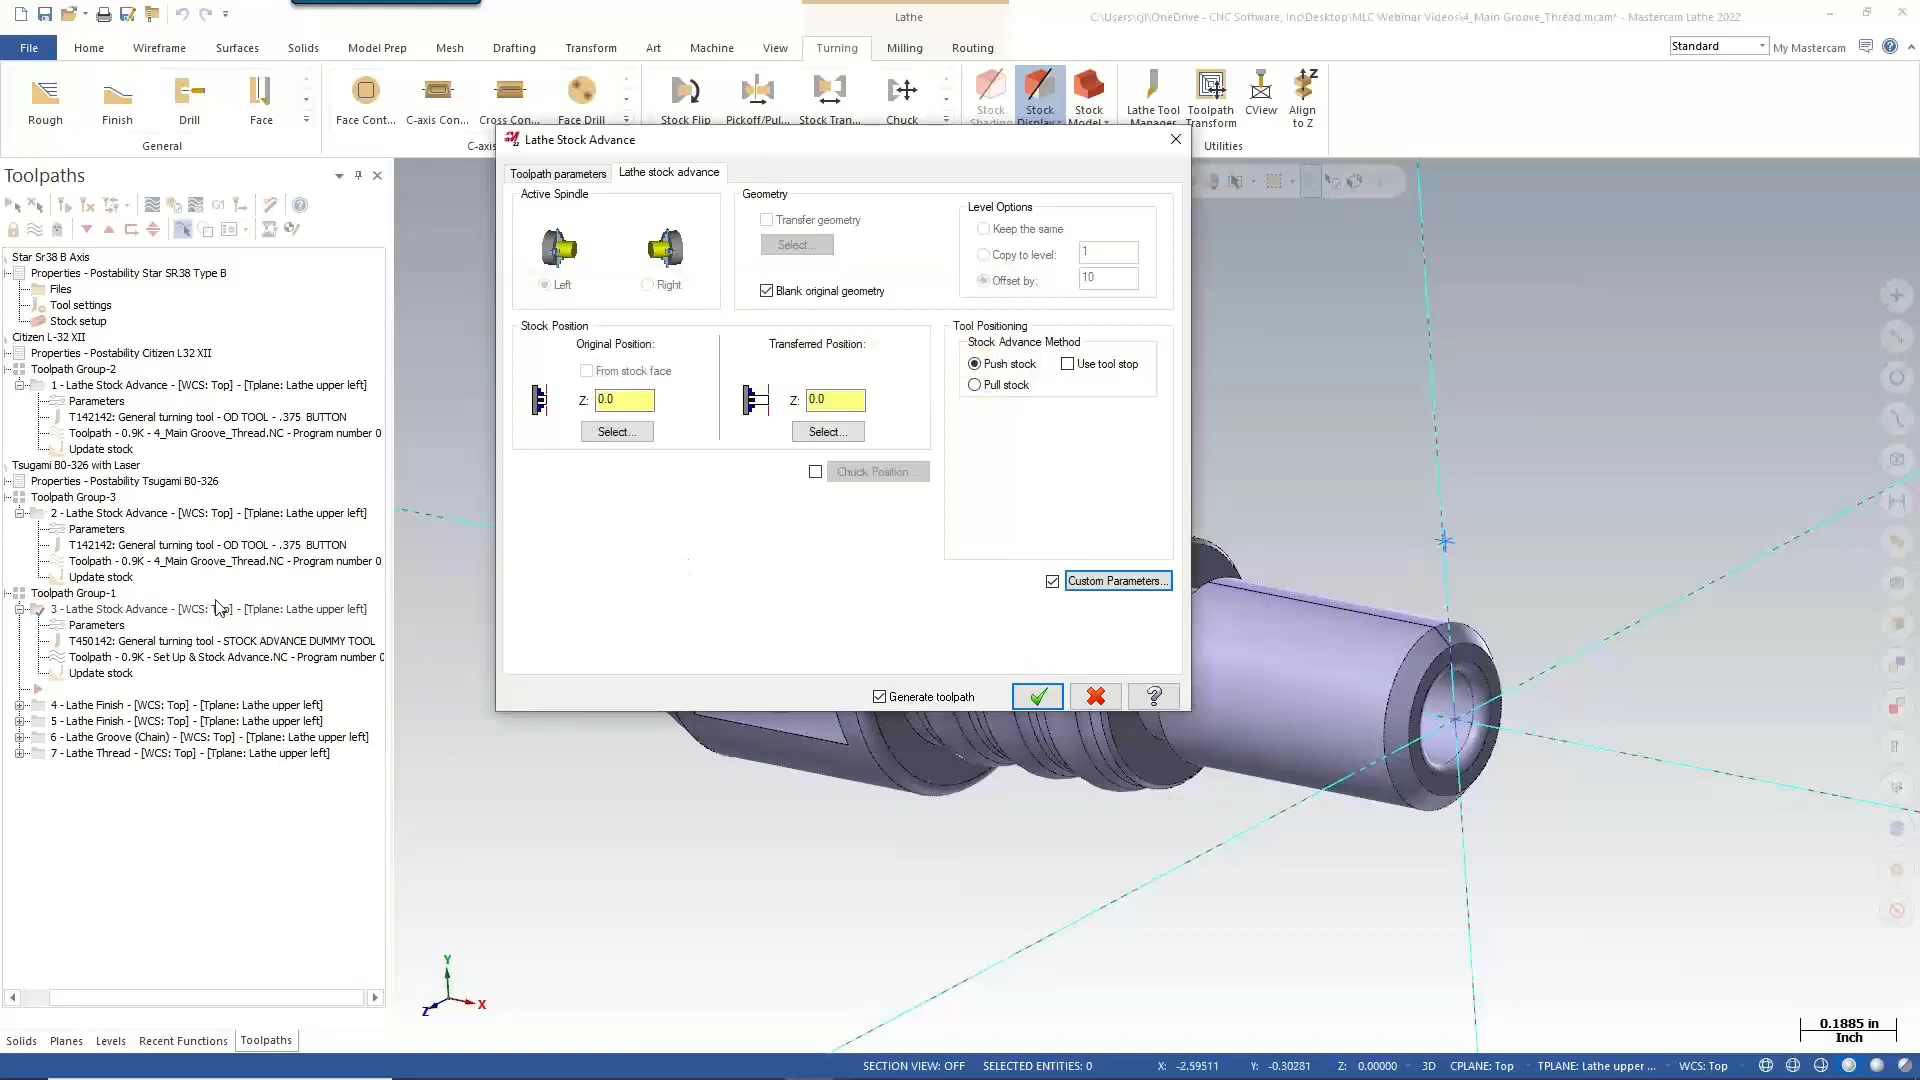 Lathe
C:\Users\cjl\OneDrive - CNC Software, Inc\Desktop\MLC Webinar Videos\4_Main Groove_Thread.mcam* - Mastercam Lathe 2022
File Home Wireframe Surfaces Solids Model Prep Mesh Drafting Transform Art Machine View Turning Milling Routing
Standard My Mastercam
Rough Finish Drill Face
General
Face Cont... C-axis Con... Cross Con... Face Drill
C-axis
Stock Flip Pickoff/Pul... Stock Tran... Chuck
Stock Shading Stock Display Stock Model
Lathe Tool Manager Toolpath Transform CView Align to Z
Utilities
Toolpaths
G1
Star Sr38 B Axis
Properties - Postability Star SR38 Type B
Files
Tool settings
Stock setup
Citizen L-32 XII
Properties - Postability Citizen L32 XII
Toolpath Group-2
1 - Lathe Stock Advance - [WCS: Top] - [Tplane: Lathe upper left]
Parameters
T142142: General turning tool - OD TOOL - .375 BUTTON
Toolpath - 0.9K - 4_Main Groove_Thread.NC - Program number 0
Update stock
Tsugami B0-326 with Laser
Properties - Postability Tsugami B0-326
Toolpath Group-3
2 - Lathe Stock Advance - [WCS: Top] - [Tplane: Lathe upper left]
Parameters
T142142: General turning tool - OD TOOL - .375 BUTTON
Toolpath - 0.9K - 4_Main Groove_Thread.NC - Program number 0
Update stock
Toolpath Group-1
3 - Lathe Stock Advance - [WCS: Top] - [Tplane: Lathe upper left]
Parameters
T450142: General turning tool - STOCK ADVANCE DUMMY TOOL
Toolpath - 0.9K - Set Up & Stock Advance.NC - Program number 0
Update stock
4 - Lathe Finish - [WCS: Top] - [Tplane: Lathe upper left]
5 - Lathe Finish - [WCS: Top] - [Tplane: Lathe upper left]
6 - Lathe Groove (Chain) - [WCS: Top] - [Tplane: Lathe upper left]
7 - Lathe Thread - [WCS: Top] - [Tplane: Lathe upper left]
Solids Planes Levels Recent Functions Toolpaths
Lathe Stock Advance
Toolpath parameters Lathe stock advance
Active Spindle
Left Right
Geometry
Transfer geometry
Select...
Blank original geometry
Level Options
Keep the same
Copy to level: 1
Offset by: 10
Stock Position
Original Position:
From stock face
Z: 0.0
Select...
Transferred Position:
Z: 0.0
Select...
Chuck Position...
Tool Positioning
Stock Advance Method
Push stock Use tool stop
Pull stock
Custom Parameters...
Generate toolpath
Y
X
Z
0.1885 in
Inch
SECTION VIEW: OFF SELECTED ENTITIES: 0 X: -2.59511 Y: -0.30281 Z: 0.00000 3D CPLANE: Top TPLANE: Lathe upper ... WCS: Top